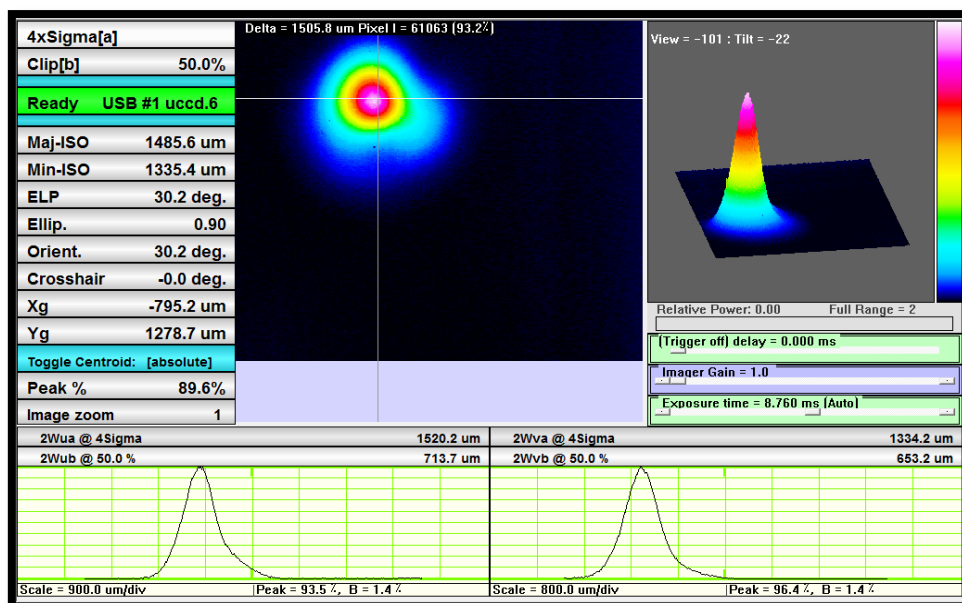 4xSigma[a]
Clip[b] 50.0%
Ready USB #1 uccd.6
Maj-ISO 1485.6 um
Min-ISO 1335.4 um
ELP 30.2 deg.
Ellip. 0.90
Orient. 30.2 deg.
Crosshair -0.0 deg.
Xg -795.2 um
Yg 1278.7 um
Toggle Centroid: [absolute]
Peak % 89.6%
Image zoom 1
Delta = 1505.8 um Pixel I = 61063 (93.2%)
View = -101 : Tilt = -22
Relative Power: 0.00 Full Range = 2
(Trigger off) delay = 0.000 ms
Imager Gain = 1.0
Exposure time = 8.760 ms (Auto)
2Wua @ 4Sigma 1520.2 um
2Wub @ 50.0 % 713.7 um
Scale = 900.0 um/div Peak = 93.5 %, B = 1.4 %
2Wva @ 4Sigma 1334.2 um
2Wvb @ 50.0 % 653.2 um
Scale = 800.0 um/div Peak = 96.4 %, B = 1.4 %